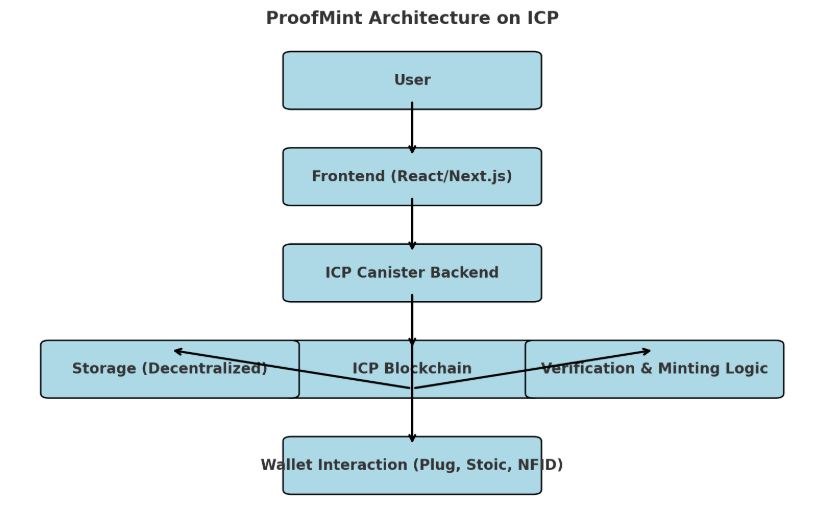 ProofMint Architecture on ICP
User
Frontend (React/Next.js)
ICP Canister Backend
Storage (Decentralized)
ICP Blockchain
Verification & Minting Logic
Wallet Interaction (Plug, Stoic, NFID)